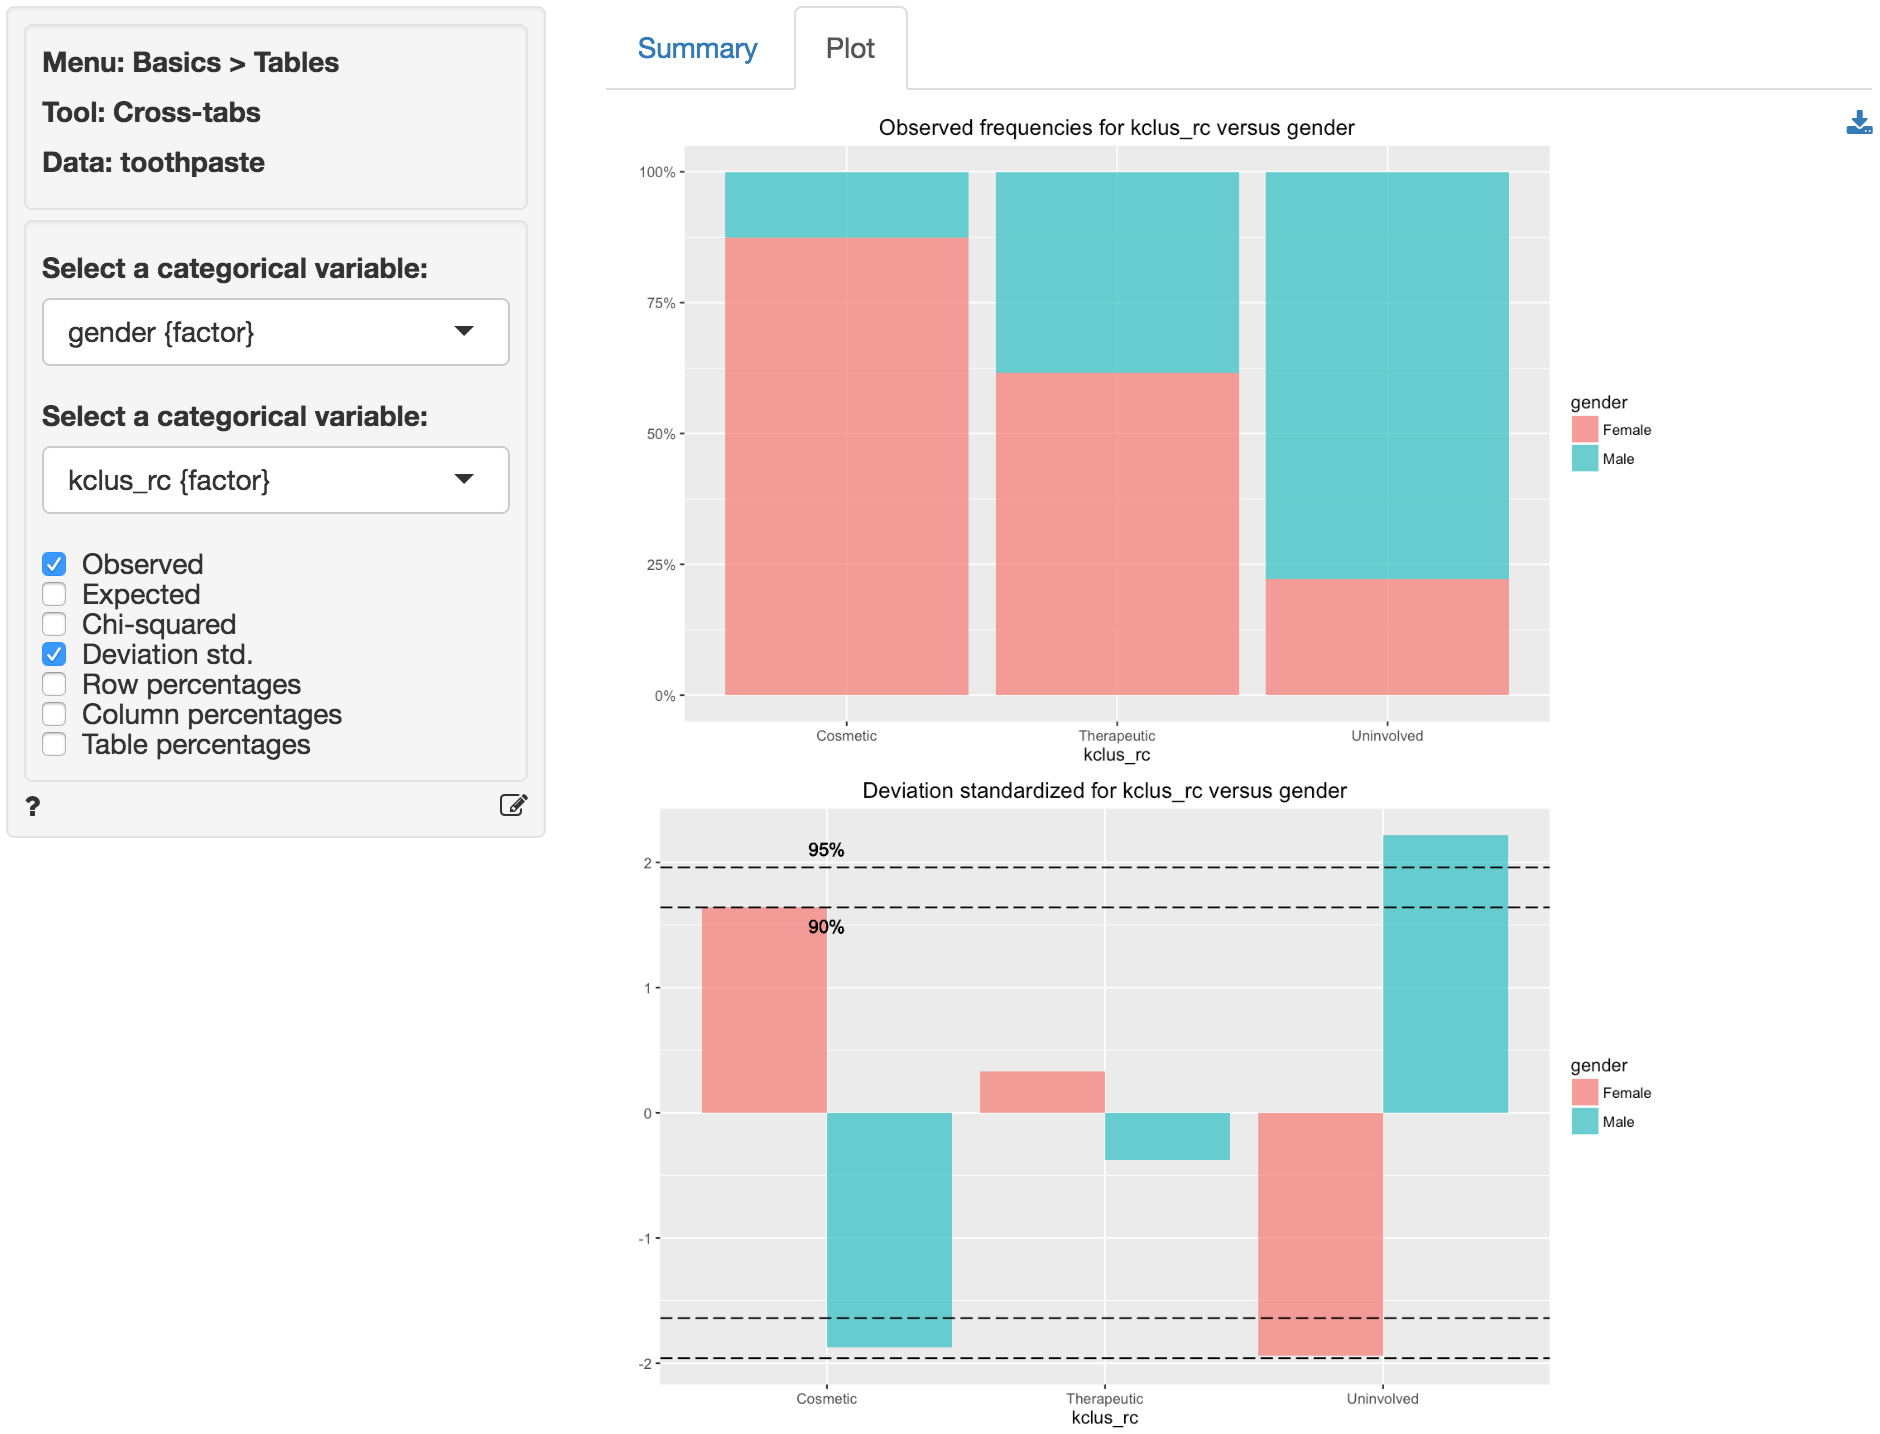 Menu: Basics > Tables
Tool: Cross-tabs
Data: toothpaste
Select a categorical variable:
gender {factor}
Select a categorical variable:
kclus_rc {factor}
Observed
Expected
Chi-squared
Deviation std.
Row percentages
Column percentages
Table percentages
?
Summary
Plot
Observed frequencies for kclus_rc versus gender
100%
75%
50%
25%
0%
Cosmetic
Therapeutic
Uninvolved
kclus_rc
gender
Female
Male
Deviation standardized for kclus_rc versus gender
95%
90%
2
1
0
-1
-2
Cosmetic
Therapeutic
Uninvolved
kclus_rc
gender
Female
Male